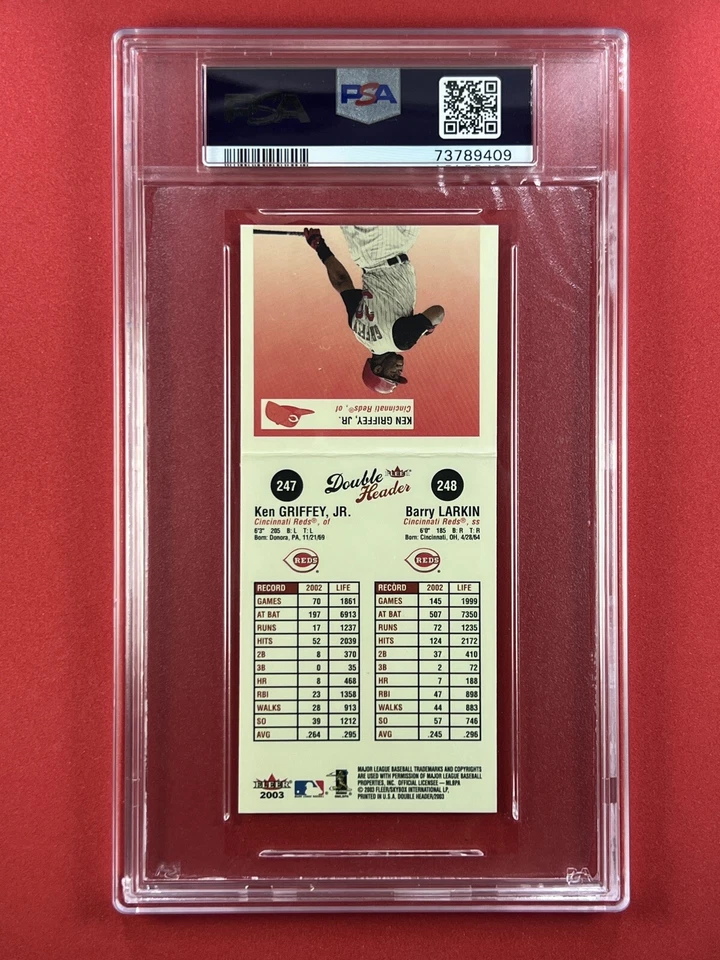 PSA
PSA
73789409
GRIFFEY
KEN GRIFFEY, JR.
Cincinnati Reds®, of
247 Double Header FLEER 248
Ken GRIFFEY, JR. Barry LARKIN
Cincinnati Reds®, of Cincinnati Reds®, ss
6'3" 205 B: L T: L 6'0" 185 B: R T: R
Born: Donora, PA, 11/21/69 Born: Cincinnati, OH, 4/28/64
REDS REDS
RECORD 2002 LIFE RECORD 2002 LIFE
GAMES 70 1861 GAMES 145 1999
AT BAT 197 6913 AT BAT 507 7350
RUNS 17 1237 RUNS 72 1235
HITS 52 2039 HITS 124 2172
2B 8 370 2B 37 410
3B 0 35 3B 2 72
HR 8 468 HR 7 188
RBI 23 1358 RBI 47 898
WALKS 28 913 WALKS 44 883
SO 39 1212 SO 57 746
AVG .264 .295 AVG .245 .296
FLEER
2003
MAJOR LEAGUE BASEBALL TRADEMARKS AND COPYRIGHTS
ARE USED WITH PERMISSION OF MAJOR LEAGUE BASEBALL
PROPERTIES, INC. OFFICIAL LICENSEE — MLBPA
© 2003 FLEER/SKYBOX INTERNATIONAL LP,
PRINTED IN U.S.A. DOUBLE HEADER/2003
PSA